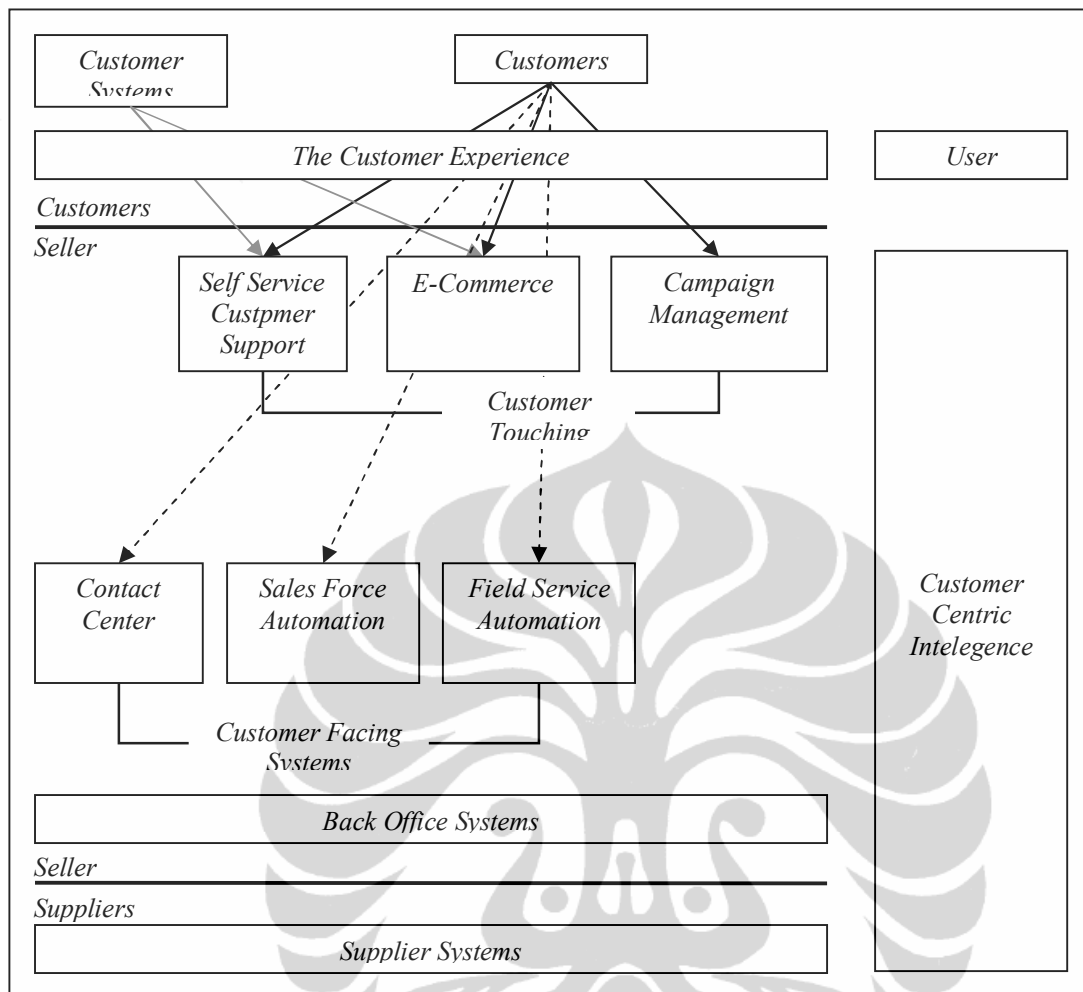 Customer
Systems
Customers
The Customer Experience
User
Customers
Seller
Self Service
Custpmer
Support
E-Commerce
Campaign
Management
Customer
Touching
Contact
Center
Sales Force
Automation
Field Service
Automation
Customer
Centric
Intelegence
Customer Facing
Systems
Back Office Systems
Seller
Suppliers
Supplier Systems